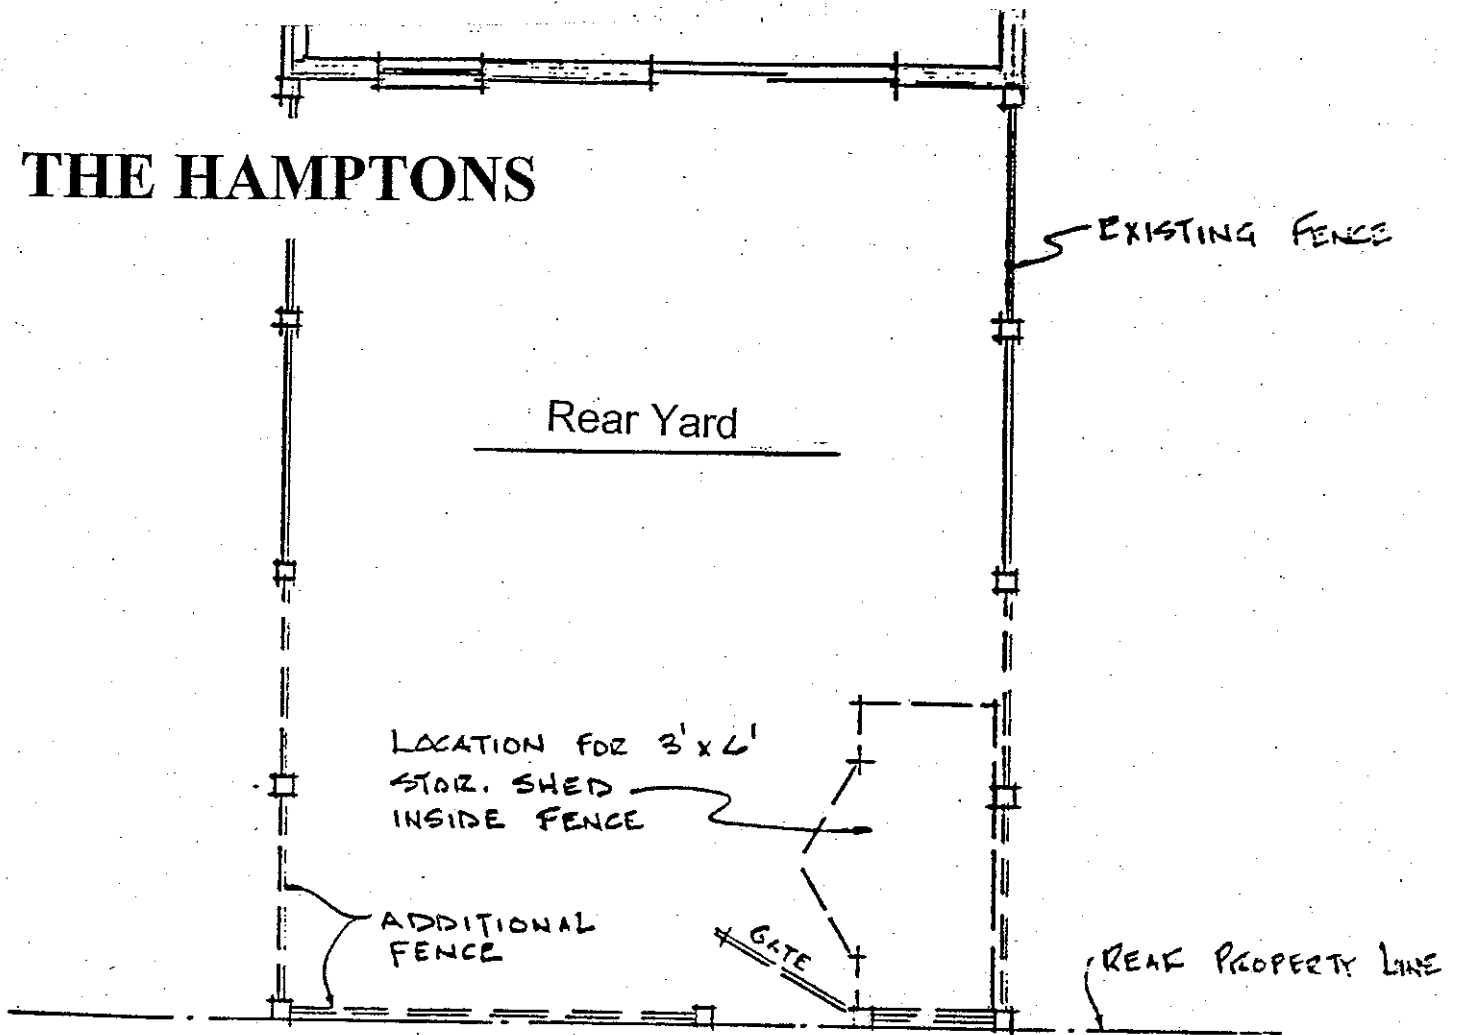 THE HAMPTONS
EXISTING FENCE
Rear Yard
LOCATION FOR 3' x 6'
STOR. SHED
INSIDE FENCE
ADDITIONAL
FENCE
GATE
REAR PROPERTY LINE